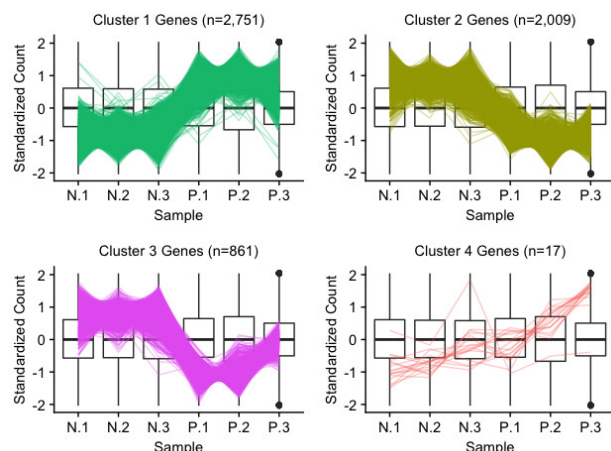 Cluster 1 Genes (n=2,751)
Standardized Count
2
1
0
-1
-2
N.1 N.2 N.3 P.1 P.2 P.3
Sample
Cluster 2 Genes (n=2,009)
Standardized Count
2
1
0
-1
-2
N.1 N.2 N.3 P.1 P.2 P.3
Sample
Cluster 3 Genes (n=861)
Standardized Count
2
1
0
-1
-2
N.1 N.2 N.3 P.1 P.2 P.3
Sample
Cluster 4 Genes (n=17)
Standardized Count
2
1
0
-1
-2
N.1 N.2 N.3 P.1 P.2 P.3
Sample